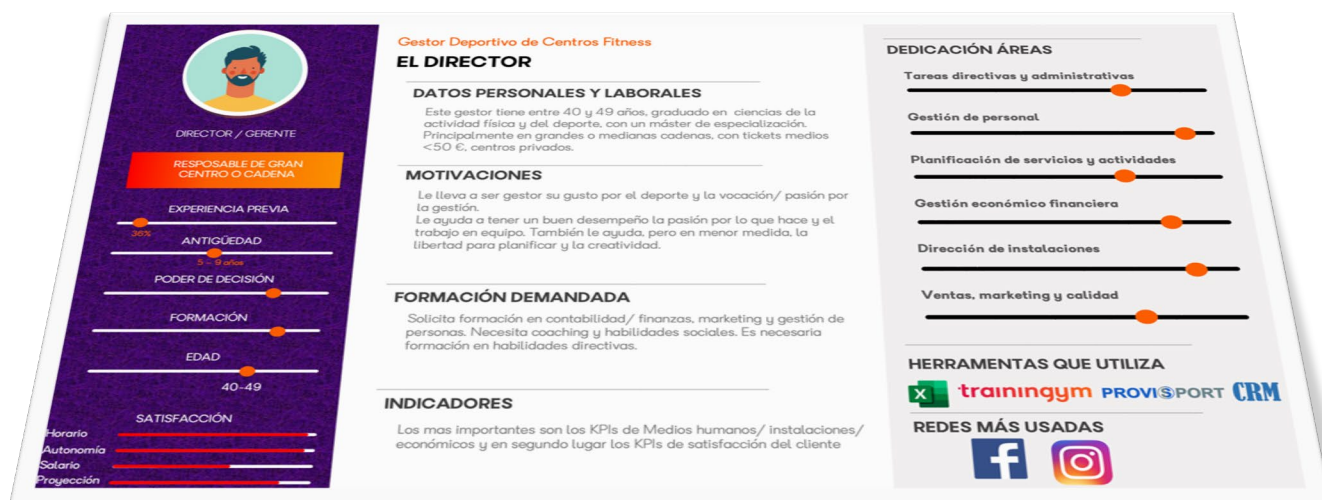 DIRECTOR / GERENTE
RESPOSABLE DE GRAN
CENTRO O CADENA
EXPERIENCIA PREVIA
36%
ANTIGÜEDAD
5 – 9 años
PODER DE DECISIÓN
FORMACIÓN
EDAD
40-49
SATISFACCIÓN
Horario
Autonomía
Salario
Proyección
Gestor Deportivo de Centros Fitness
EL DIRECTOR
DATOS PERSONALES Y LABORALES
Este gestor tiene entre 40 y 49 años, graduado en ciencias de la
actividad física y del deporte, con un máster de especialización.
Principalmente en grandes o medianas cadenas, con tickets medios
<50 €, centros privados.
MOTIVACIONES
Le lleva a ser gestor su gusto por el deporte y la vocación/ pasión por
la gestión.
Le ayuda a tener un buen desempeño la pasión por lo que hace y el
trabajo en equipo. También le ayuda, pero en menor medida, la
libertad para planificar y la creatividad.
FORMACIÓN DEMANDADA
Solicita formación en contabilidad/ finanzas, marketing y gestión de
personas. Necesita coaching y habilidades sociales. Es necesaria
formación en habilidades directivas.
INDICADORES
Los mas importantes son los KPIs de Medios humanos/ instalaciones/
económicos y en segundo lugar los KPIs de satisfacción del cliente
DEDICACIÓN ÁREAS
Tareas directivas y administrativas
Gestión de personal
Planificación de servicios y actividades
Gestión económico financiera
Dirección de instalaciones
Ventas, marketing y calidad
HERRAMENTAS QUE UTILIZA
X trainingym PROVISPORT CRM
REDES MÁS USADAS
f